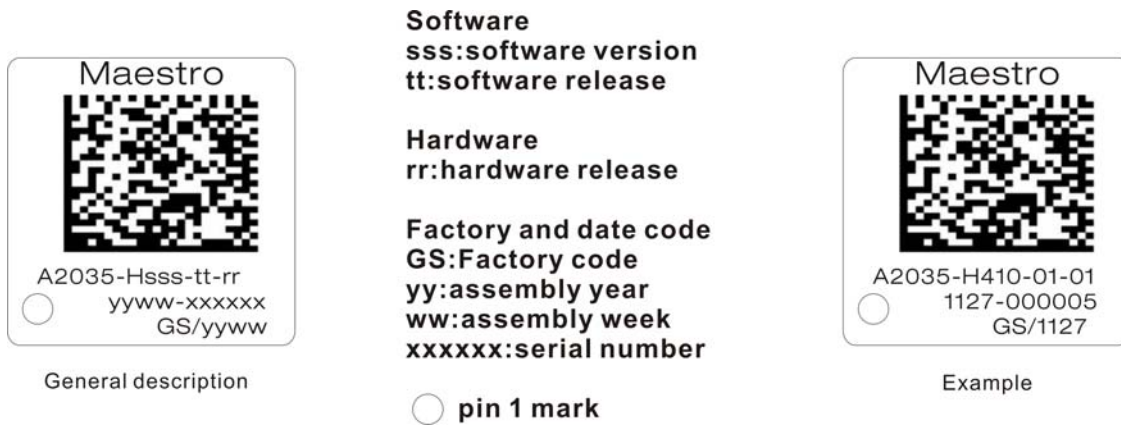 Maestro
A2035-Hsss-tt-rr
yyww-xxxxxx
GS/yyww
General description
Software
sss:software version
tt:software release
Hardware
rr:hardware release
Factory and date code
GS:Factory code
yy:assembly year
ww:assembly week
xxxxxx:serial number
pin 1 mark
Maestro
A2035-H410-01-01
1127-000005
GS/1127
Example